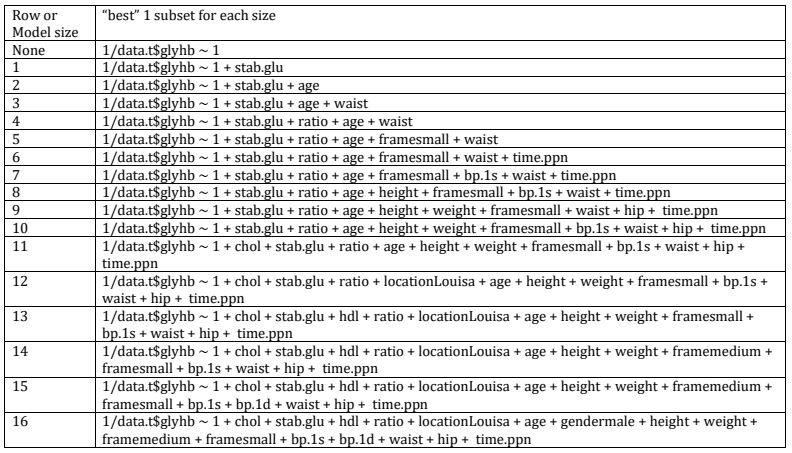 Row or “best” 1 subset for each size
Model size
None 1/data.t$glyhb ~ 1
1 1/data.t$glyhb ~ 1 + stab.glu
2 1/data.t$glyhb ~ 1 + stab.glu + age
3 1/data.t$glyhb ~ 1 + stab.glu + age + waist
4 1/data.t$glyhb ~ 1 + stab.glu + ratio + age + waist
5 1/data.t$glyhb ~ 1 + stab.glu + ratio + age + framesmall + waist
6 1/data.t$glyhb ~ 1 + stab.glu + ratio + age + framesmall + waist + time.ppn
7 1/data.t$glyhb ~ 1 + stab.glu + ratio + age + framesmall + bp.1s + waist + time.ppn
8 1/data.t$glyhb ~ 1 + stab.glu + ratio + age + height + framesmall + bp.1s + waist + time.ppn
9 1/data.t$glyhb ~ 1 + stab.glu + ratio + age + height + weight + framesmall + waist + hip + time.ppn
10 1/data.t$glyhb ~ 1 + stab.glu + ratio + age + height + weight + framesmall + bp.1s + waist + hip + time.ppn
11 1/data.t$glyhb ~ 1 + chol + stab.glu + ratio + age + height + weight + framesmall + bp.1s + waist + hip +
time.ppn
12 1/data.t$glyhb ~ 1 + chol + stab.glu + ratio + locationLouisa + age + height + weight + framesmall + bp.1s +
waist + hip + time.ppn
13 1/data.t$glyhb ~ 1 + chol + stab.glu + hdl + ratio + locationLouisa + age + height + weight + framesmall +
bp.1s + waist + hip + time.ppn
14 1/data.t$glyhb ~ 1 + chol + stab.glu + hdl + ratio + locationLouisa + age + height + weight + framemedium +
framesmall + bp.1s + waist + hip + time.ppn
15 1/data.t$glyhb ~ 1 + chol + stab.glu + hdl + ratio + locationLouisa + age + height + weight + framemedium +
framesmall + bp.1s + bp.1d + waist + hip + time.ppn
16 1/data.t$glyhb ~ 1 + chol + stab.glu + hdl + ratio + locationLouisa + age + gendermale + height + weight +
framemedium + framesmall + bp.1s + bp.1d + waist + hip + time.ppn